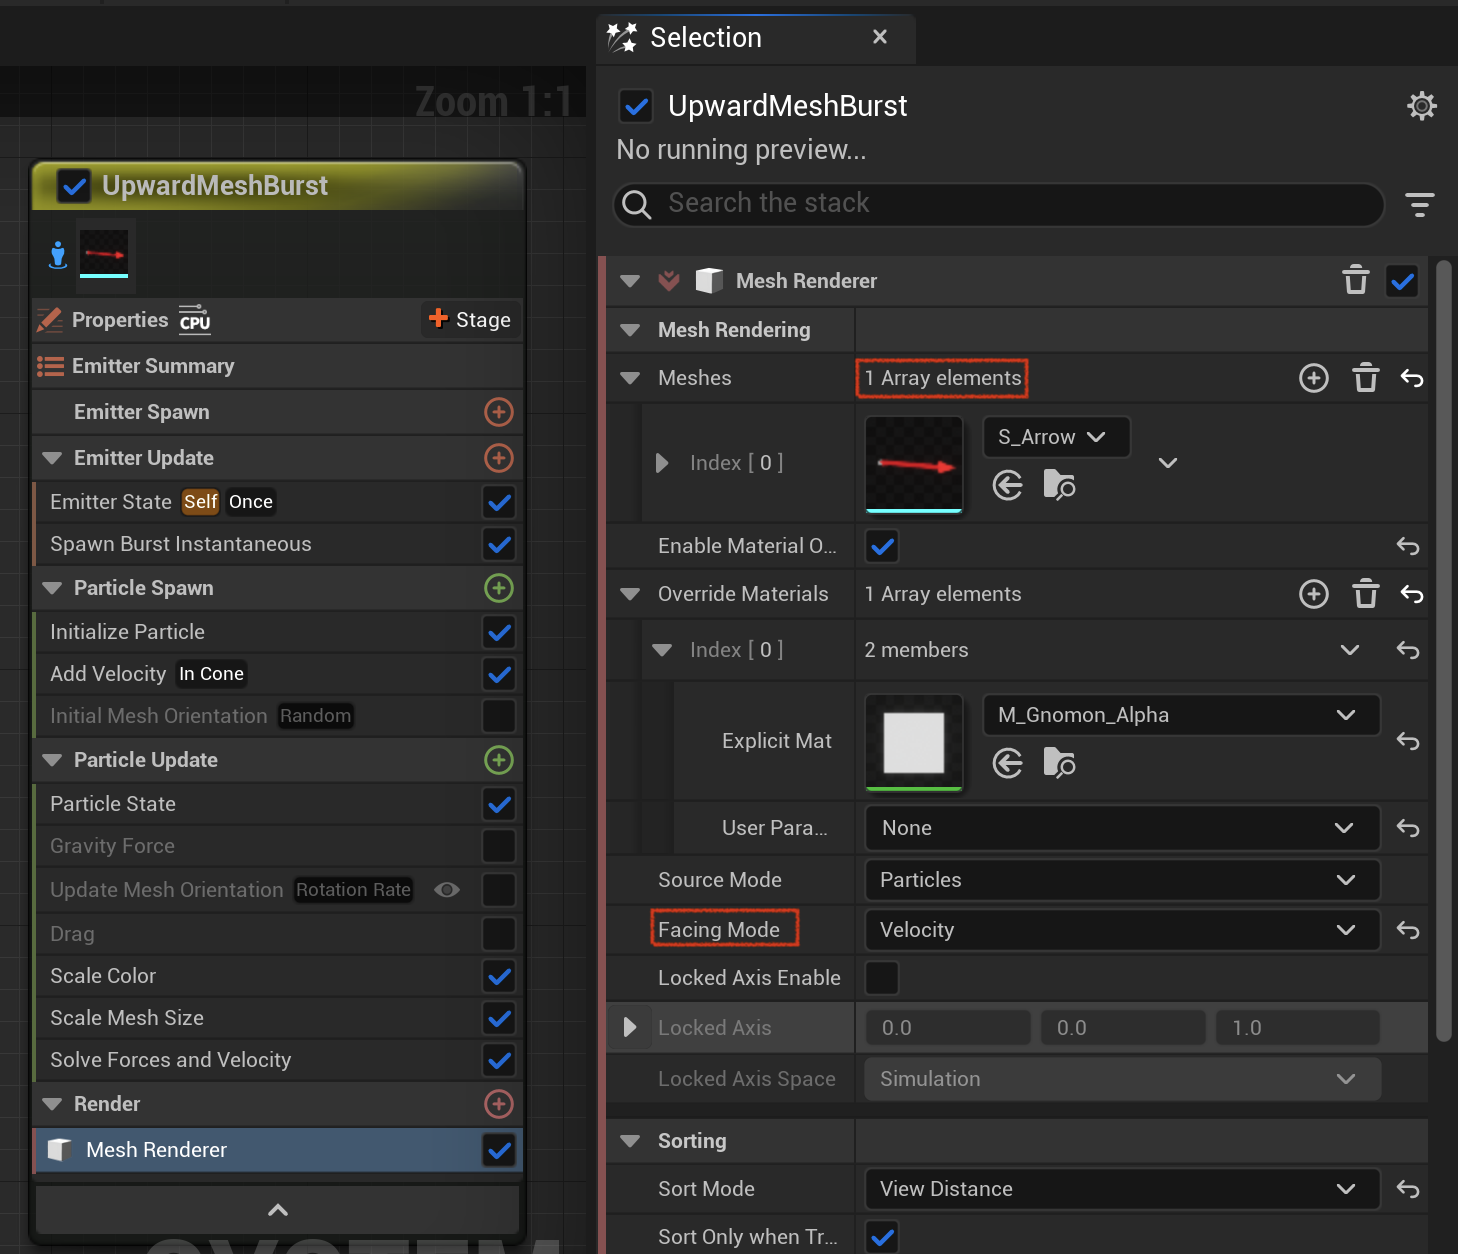 Zoom 1:1
UpwardMeshBurst
Properties CPU
Stage
Emitter Summary
Emitter Spawn
Emitter Update
Emitter State Self Once
Spawn Burst Instantaneous
Particle Spawn
Initialize Particle
Add Velocity In Cone
Initial Mesh Orientation Random
Particle Update
Particle State
Gravity Force
Update Mesh Orientation Rotation Rate
Drag
Scale Color
Scale Mesh Size
Solve Forces and Velocity
Render
Mesh Renderer
SYSTEM
Selection
UpwardMeshBurst
No running preview...
Search the stack
Mesh Renderer
Mesh Rendering
Meshes 1 Array elements
Index [ 0 ] S_Arrow
Enable Material O...
Override Materials 1 Array elements
Index [ 0 ] 2 members
Explicit Mat M_Gnomon_Alpha
User Para... None
Source Mode Particles
Facing Mode Velocity
Locked Axis Enable
Locked Axis 0.0 0.0 1.0
Locked Axis Space Simulation
Sorting
Sort Mode View Distance
Sort Only when Tr...